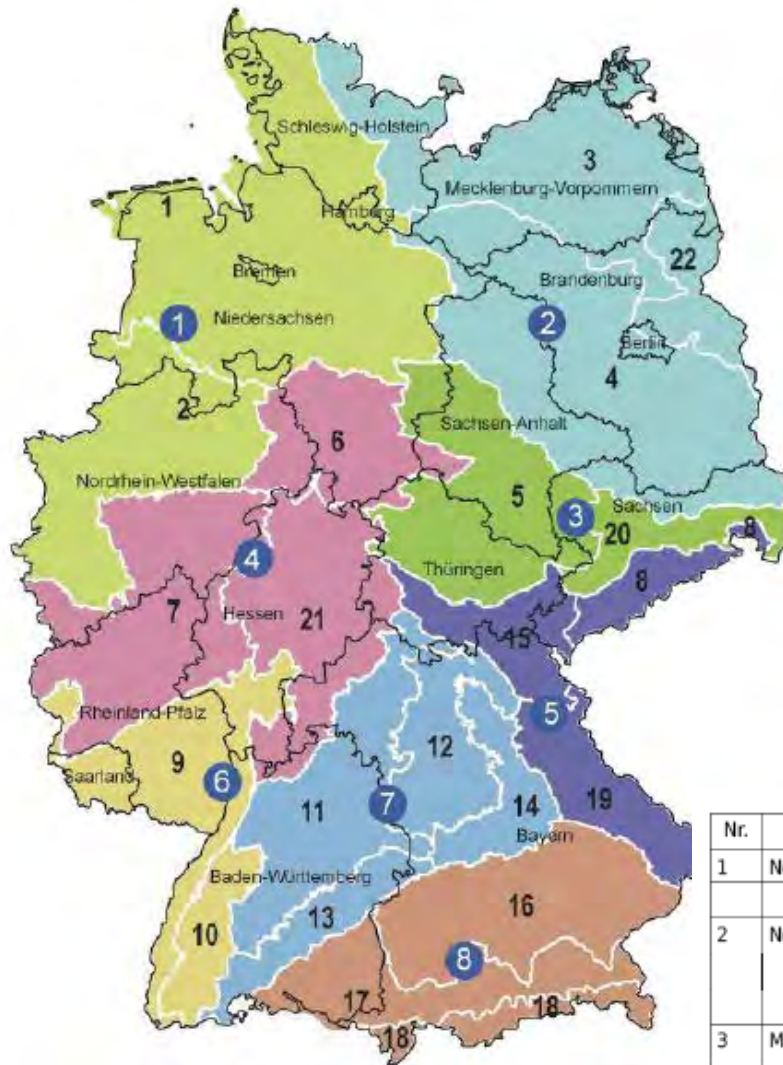 Schleswig-Holstein
3
Mecklenburg-Vorpommern
1
Hamburg
22
Bremen
Brandenburg
1
Niedersachsen
2
Berlin
4
2
Sachsen-Anhalt
6
Nordrhein-Westfalen
5
3
Sachsen
20
8
4
Thüringen
8
7
Hessen
21
15
Rheinland-Pfalz
5
12
9
Saarland
6
11
7
14
19
Bayern
Baden-Württemberg
16
10
13
8
17
18
18
Nr.
1
2
3